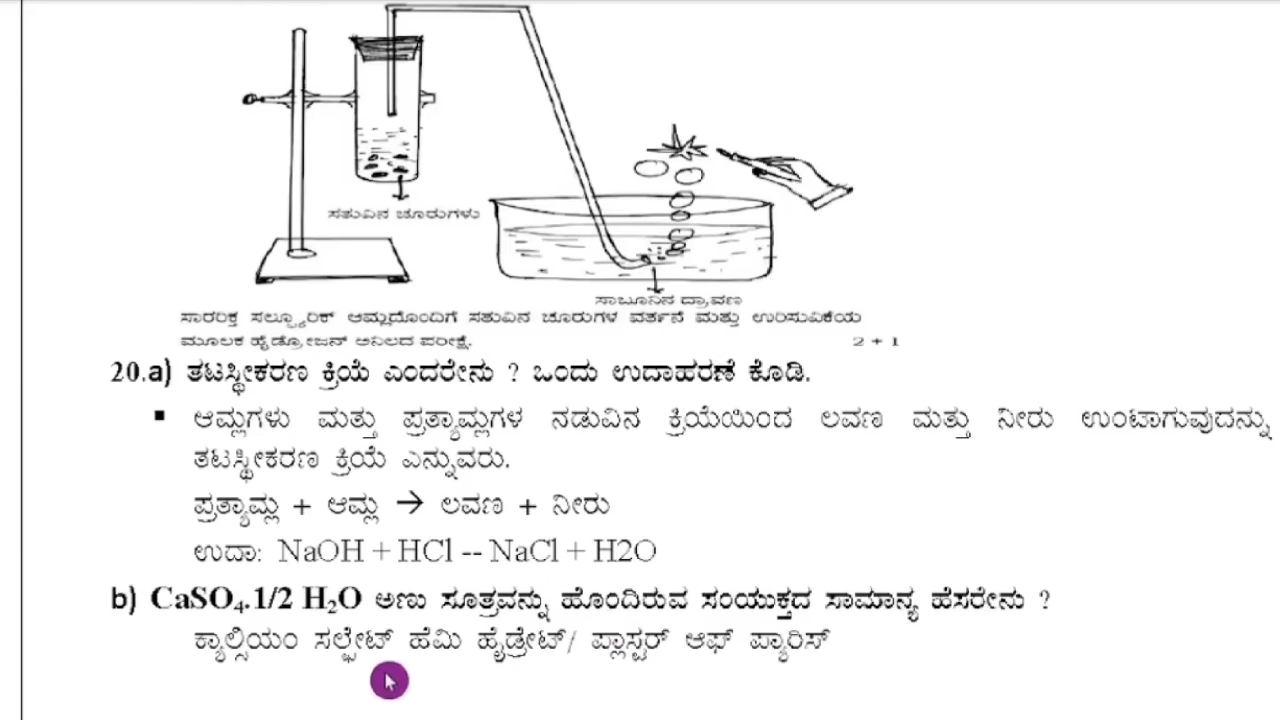 ಸತುವಿನ ಚೂರುಗಳು
ಸಾಬೂನಿನ ದ್ರಾವಣ
ಸಾರರಿಕ್ತ ಸಲ್ಫ್ಯೂರಿಕ್ ಆಮ್ಲದೊಂದಿಗೆ ಸತುವಿನ ಚೂರುಗಳ ವರ್ತನೆ ಮತ್ತು ಉರಿಸುವಿಕೆಯ
ಮೂಲಕ ಹೈಡ್ರೋಜನ್ ಅನಿಲದ ಪರೀಕ್ಷೆ. 2 + 1
20.a) ತಟಸ್ಥೀಕರಣ ಕ್ರಿಯೆ ಎಂದರೇನು ? ಒಂದು ಉದಾಹರಣೆ ಕೊಡಿ.
▪ ಆಮ್ಲಗಳು ಮತ್ತು ಪ್ರತ್ಯಾಮ್ಲಗಳ ನಡುವಿನ ಕ್ರಿಯೆಯಿಂದ ಲವಣ ಮತ್ತು ನೀರು ಉಂಟಾಗುವುದನ್ನು
ತಟಸ್ಥೀಕರಣ ಕ್ರಿಯೆ ಎನ್ನುವರು.
ಪ್ರತ್ಯಾಮ್ಲ + ಆಮ್ಲ → ಲವಣ + ನೀರು
ಉದಾ: NaOH + HCl -- NaCl + H2O
b) CaSO₄.1/2 H₂O ಅಣು ಸೂತ್ರವನ್ನು ಹೊಂದಿರುವ ಸಂಯುಕ್ತದ ಸಾಮಾನ್ಯ ಹೆಸರೇನು ?
ಕ್ಯಾಲ್ಸಿಯಂ ಸಲ್ಫೇಟ್ ಹೆಮಿ ಹೈಡ್ರೇಟ್/ ಪ್ಲಾಸ್ಟರ್ ಆಫ್ ಪ್ಯಾರಿಸ್